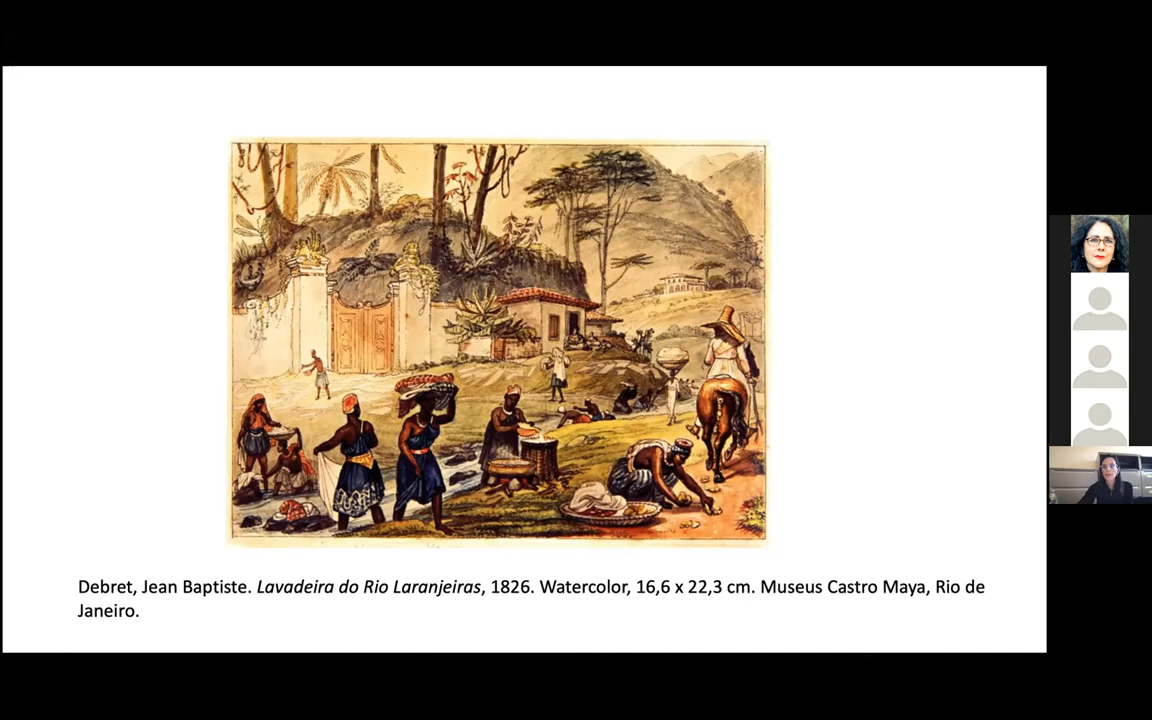 Debret, Jean Baptiste. Lavadeira do Rio Laranjeiras, 1826. Watercolor, 16,6 x 22,3 cm. Museus Castro Maya, Rio de
Janeiro.